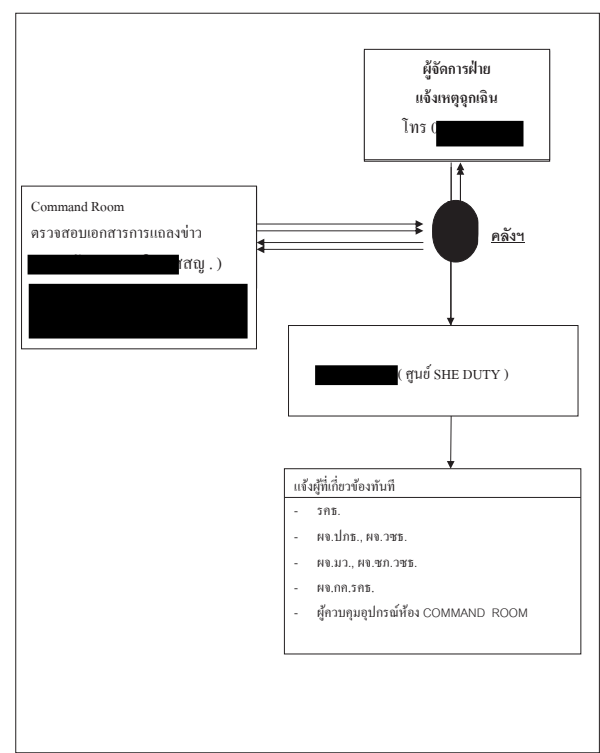 ผู้จัดการฝ่าย
แจ้งเหตุฉุกเฉิน
โทร (
Command Room
ตรวจสอบเอกสารการแถลงข่าว
สสญ . )
คลังฯ
( ศูนย์ SHE DUTY )
แจ้งผู้ที่เกี่ยวข้องทันที
- รคธ.
- ผจ.ปภธ., ผจ.วชธ.
- ผจ.มว., ผจ.ชภ.วชธ.
- ผจ.กค.รคธ.
- ผู้ควบคุมอุปกรณ์ห้อง COMMAND ROOM